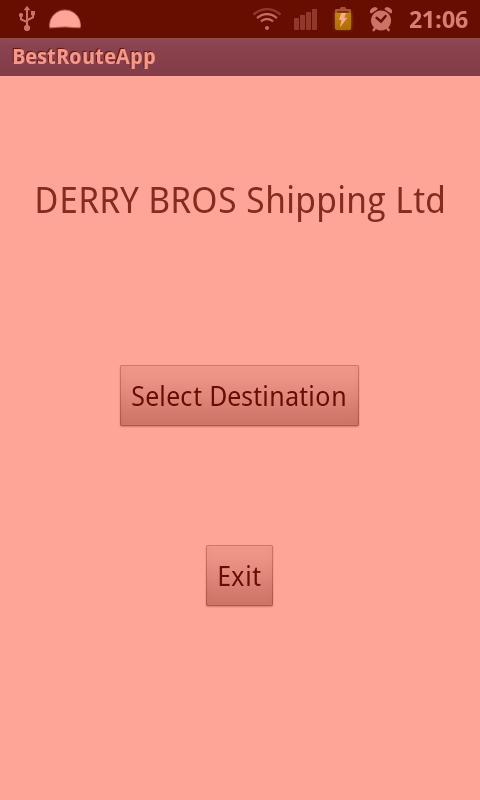 21:06
BestRouteApp
DERRY BROS Shipping Ltd
Select Destination
Exit